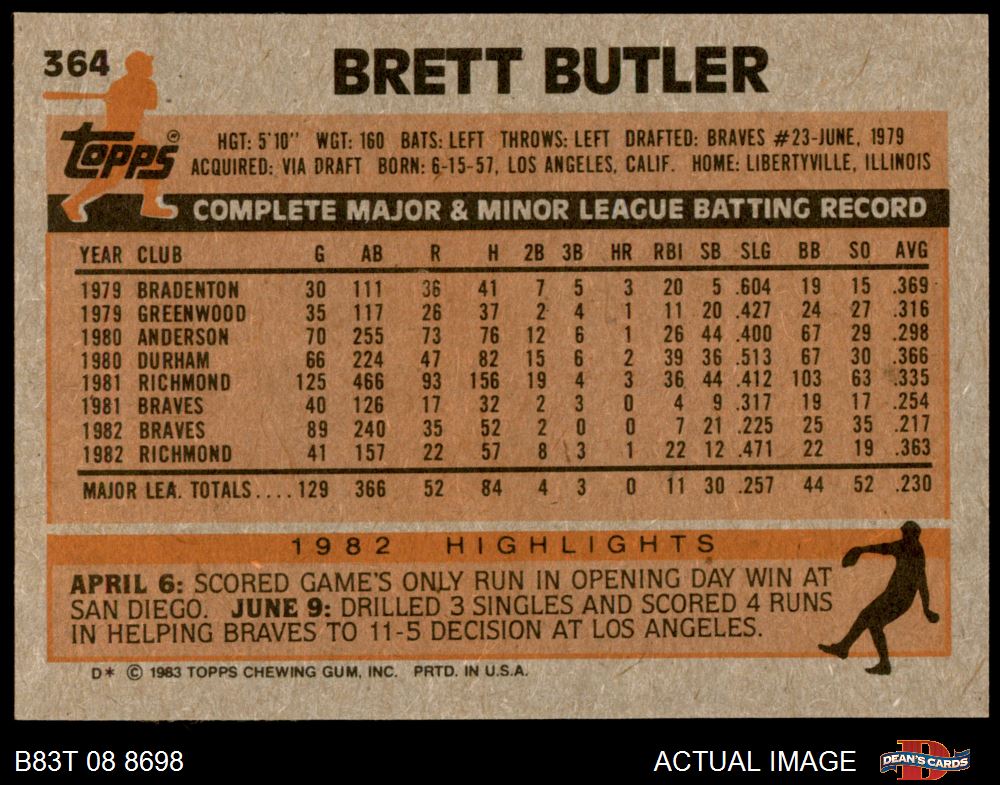 364
BRETT BUTLER
Topps®
HGT: 5'10" WGT: 160 BATS: LEFT THROWS: LEFT DRAFTED: BRAVES #23-JUNE, 1979
ACQUIRED: VIA DRAFT BORN: 6-15-57, LOS ANGELES, CALIF. HOME: LIBERTYVILLE, ILLINOIS
COMPLETE MAJOR & MINOR LEAGUE BATTING RECORD
YEAR CLUB G AB R H 2B 3B HR RBI SB SLG BB SO AVG
1979 BRADENTON 30 111 36 41 7 5 3 20 5 .604 19 15 .369
1979 GREENWOOD 35 117 26 37 2 4 1 11 20 .427 24 27 .316
1980 ANDERSON 70 255 73 76 12 6 1 26 44 .400 67 29 .298
1980 DURHAM 66 224 47 82 15 6 2 39 36 .513 67 30 .366
1981 RICHMOND 125 466 93 156 19 4 3 36 44 .412 103 63 .335
1981 BRAVES 40 126 17 32 2 3 0 4 9 .317 19 17 .254
1982 BRAVES 89 240 35 52 2 0 0 7 21 .225 25 35 .217
1982 RICHMOND 41 157 22 57 8 3 1 22 12 .471 22 19 .363
MAJOR LEA. TOTALS....129 366 52 84 4 3 0 11 30 .257 44 52 .230
1982 HIGHLIGHTS
APRIL 6: SCORED GAME'S ONLY RUN IN OPENING DAY WIN AT
SAN DIEGO. JUNE 9: DRILLED 3 SINGLES AND SCORED 4 RUNS
IN HELPING BRAVES TO 11-5 DECISION AT LOS ANGELES.
D* © 1983 TOPPS CHEWING GUM, INC. PRTD. IN U.S.A.
B83T 08 8698
ACTUAL IMAGE
D
DEAN'S CARDS